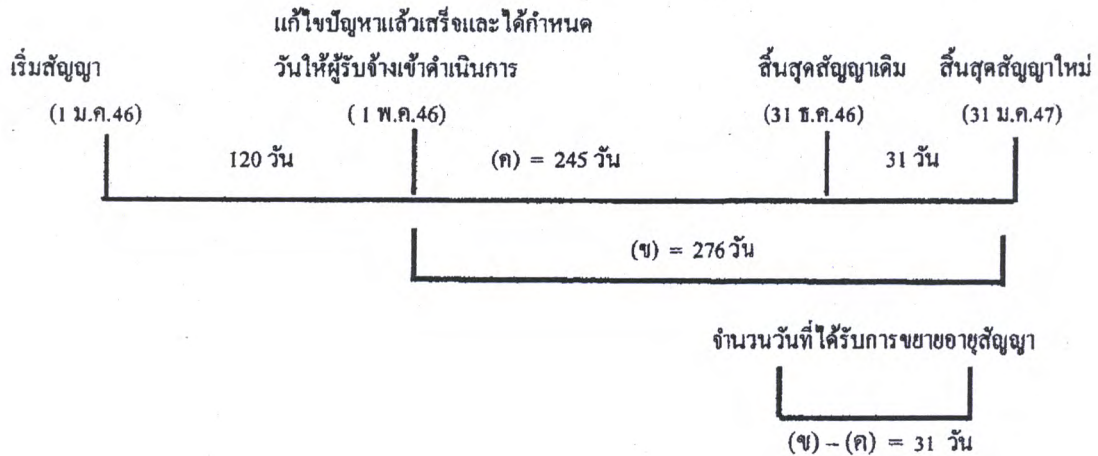 แก้ไขปัญหาแล้วเสร็จและได้กำหนด
เริ่มสัญญา วันให้ผู้รับจ้างเข้าดำเนินการ สิ้นสุดสัญญาเดิม สิ้นสุดสัญญาใหม่
(1 ม.ค.46) ( 1 พ.ค.46) (31 ธ.ค.46) (31 ม.ค.47)
120 วัน (ค) = 245 วัน 31 วัน
(ข) = 276 วัน
จำนวนวันที่ได้รับการขยายอายุสัญญา
(ข) – (ค) = 31 วัน